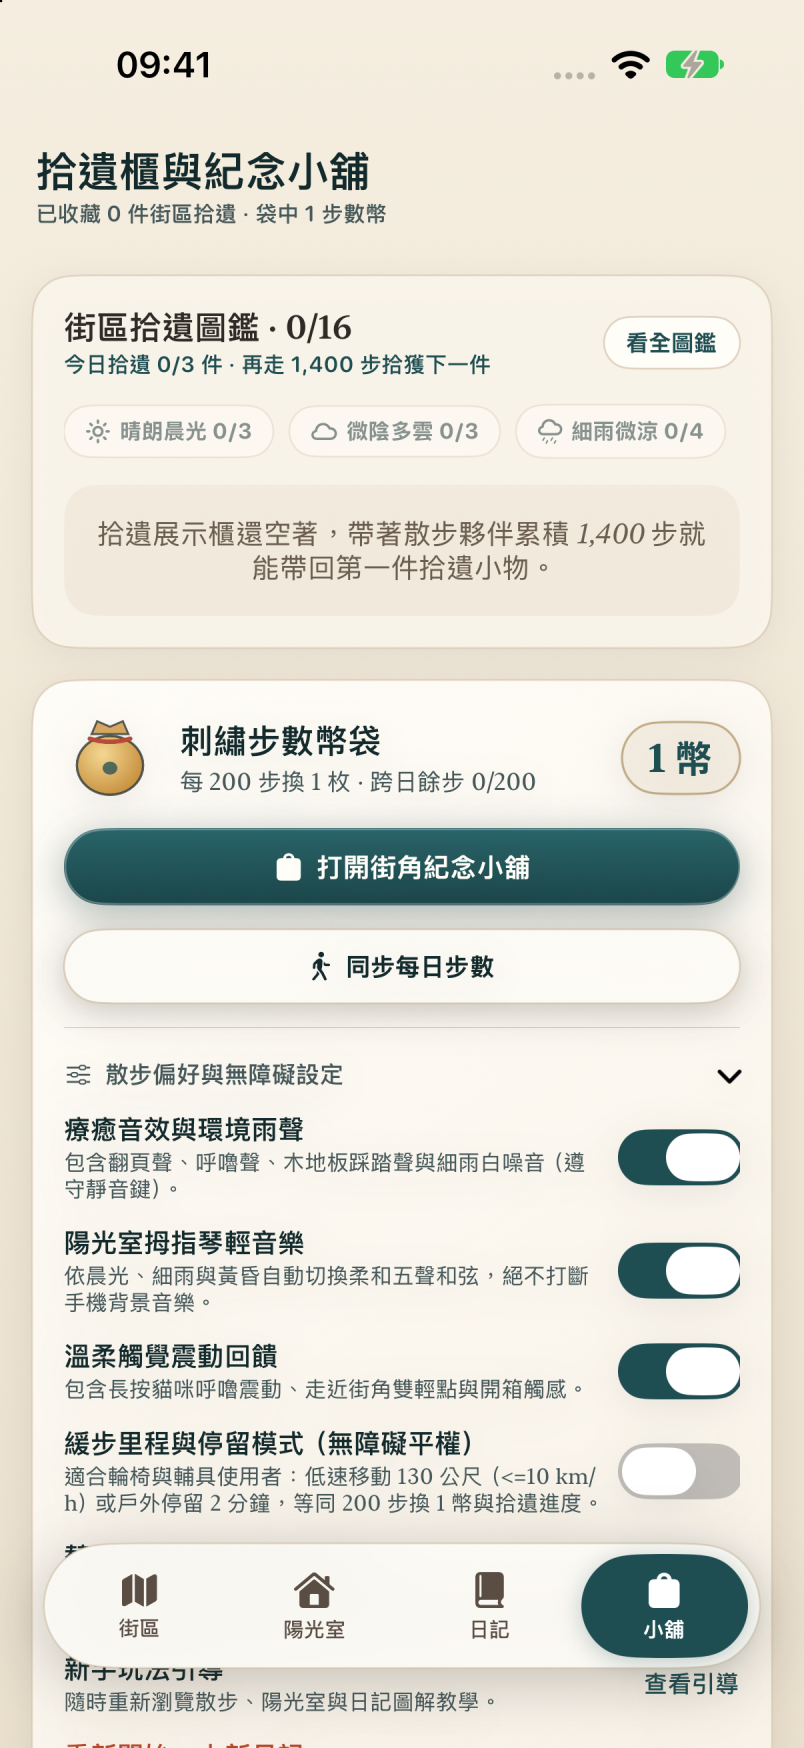 09:41
拾遺櫃與紀念小舖
已收藏 0 件街區拾遺 · 袋中 1 步數幣
街區拾遺圖鑑 · 0/16
看全圖鑑
今日拾遺 0/3 件 · 再走 1,400 步拾獲下一件
晴朗晨光 0/3
微陰多雲 0/3
細雨微涼 0/4
拾遺展示櫃還空著，帶著散步夥伴累積 1,400 步就
能帶回第一件拾遺小物。
刺繡步數幣袋
每 200 步換 1 枚 · 跨日餘步 0/200
1 幣
打開街角紀念小舖
同步每日步數
散步偏好與無障礙設定
療癒音效與環境雨聲
包含翻頁聲、呼嚕聲、木地板踩踏聲與細雨白噪音（遵
守靜音鍵）。
陽光室拇指琴輕音樂
依晨光、細雨與黃昏自動切換柔和五聲和弦，絕不打斷
手機背景音樂。
溫柔觸覺震動回饋
包含長按貓咪呼嚕震動、走近街角雙輕點與開箱觸感。
緩步里程與停留模式（無障礙平權）
適合輪椅與輔具使用者：低速移動 130 公尺（<=10 km/
h）或戶外停留 2 分鐘，等同 200 步換 1 幣與拾遺進度。
街區
陽光室
日記
小舖
新手玩法引導
查看引導
隨時重新瀏覽散步、陽光室與日記圖解教學。